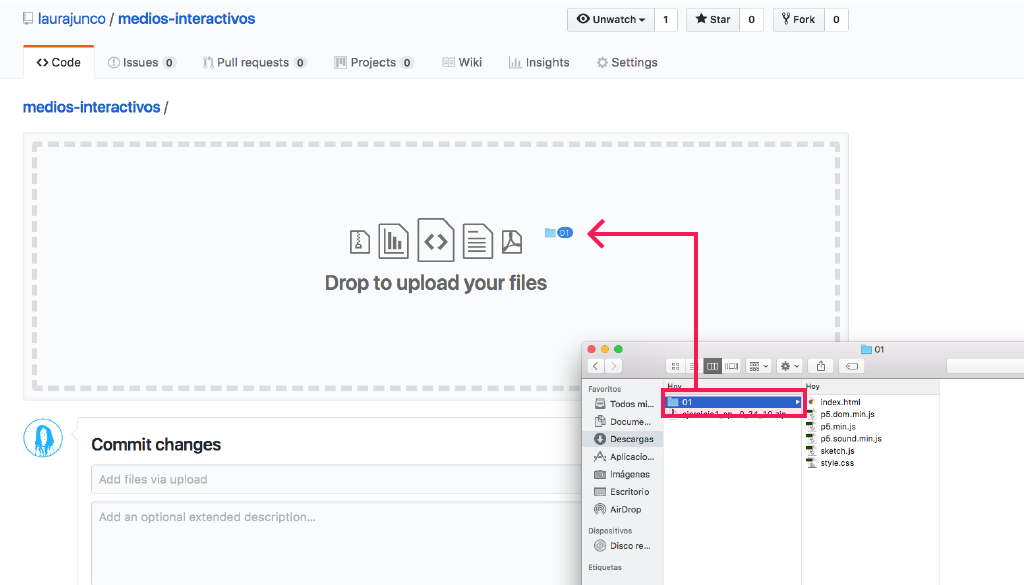 laurajunco / medios-interactivos
Unwatch 1 Star 0 Fork 0
Code Issues 0 Pull requests 0 Projects 0 Wiki Insights Settings
medios-interactivos /
01
Drop to upload your files
Commit changes
Add files via upload
Add an optional extended description...
01
Favoritos
Todos mi...
Docume...
Descargas
Aplicacio...
Imágenes
Escritorio
AirDrop
Dispositivos
Disco re...
Etiquetas
Hoy
01
Hoy
index.html
p5.dom.min.js
p5.min.js
p5.sound.min.js
sketch.js
style.css